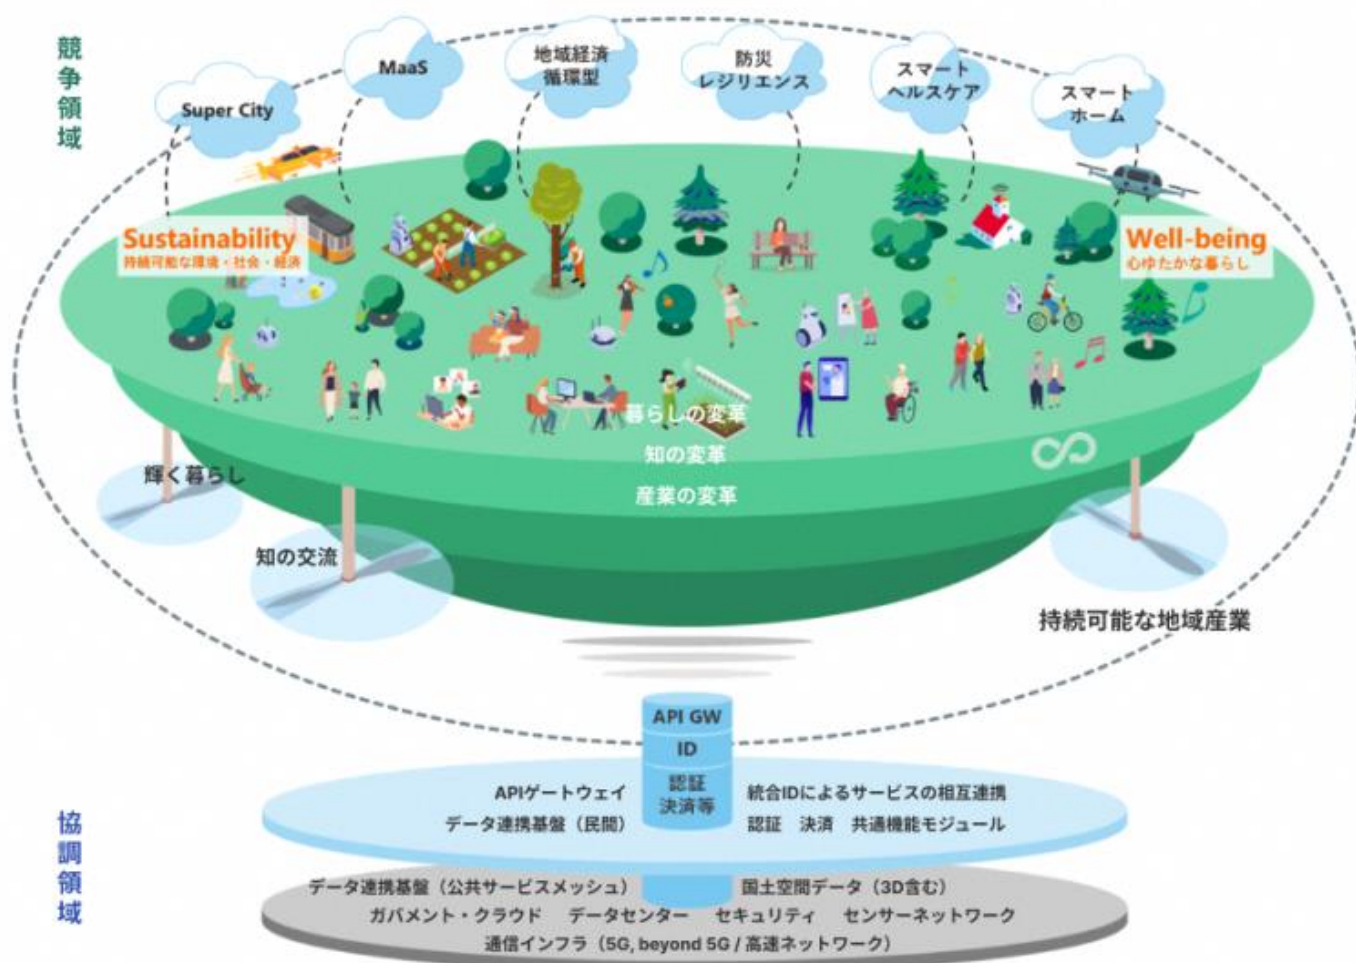 競争領域
Super City
MaaS
地域経済
循環型
防災
レジリエンス
スマート
ヘルスケア
スマート
ホーム
Sustainability
持続可能な環境・社会・経済
Well-being
心ゆたかな暮らし
暮らしの変革
知の変革
産業の変革
輝く暮らし
知の交流
持続可能な地域産業
API GW
ID
認証
決済等
協調領域
APIゲートウェイ
統合IDによるサービスの相互連携
データ連携基盤（民間）
認証 決済 共通機能モジュール
データ連携基盤（公共サービスメッシュ）
国土空間データ（3D含む）
ガバメント・クラウド データセンター セキュリティ センサーネットワーク
通信インフラ（5G, beyond 5G / 高速ネットワーク）